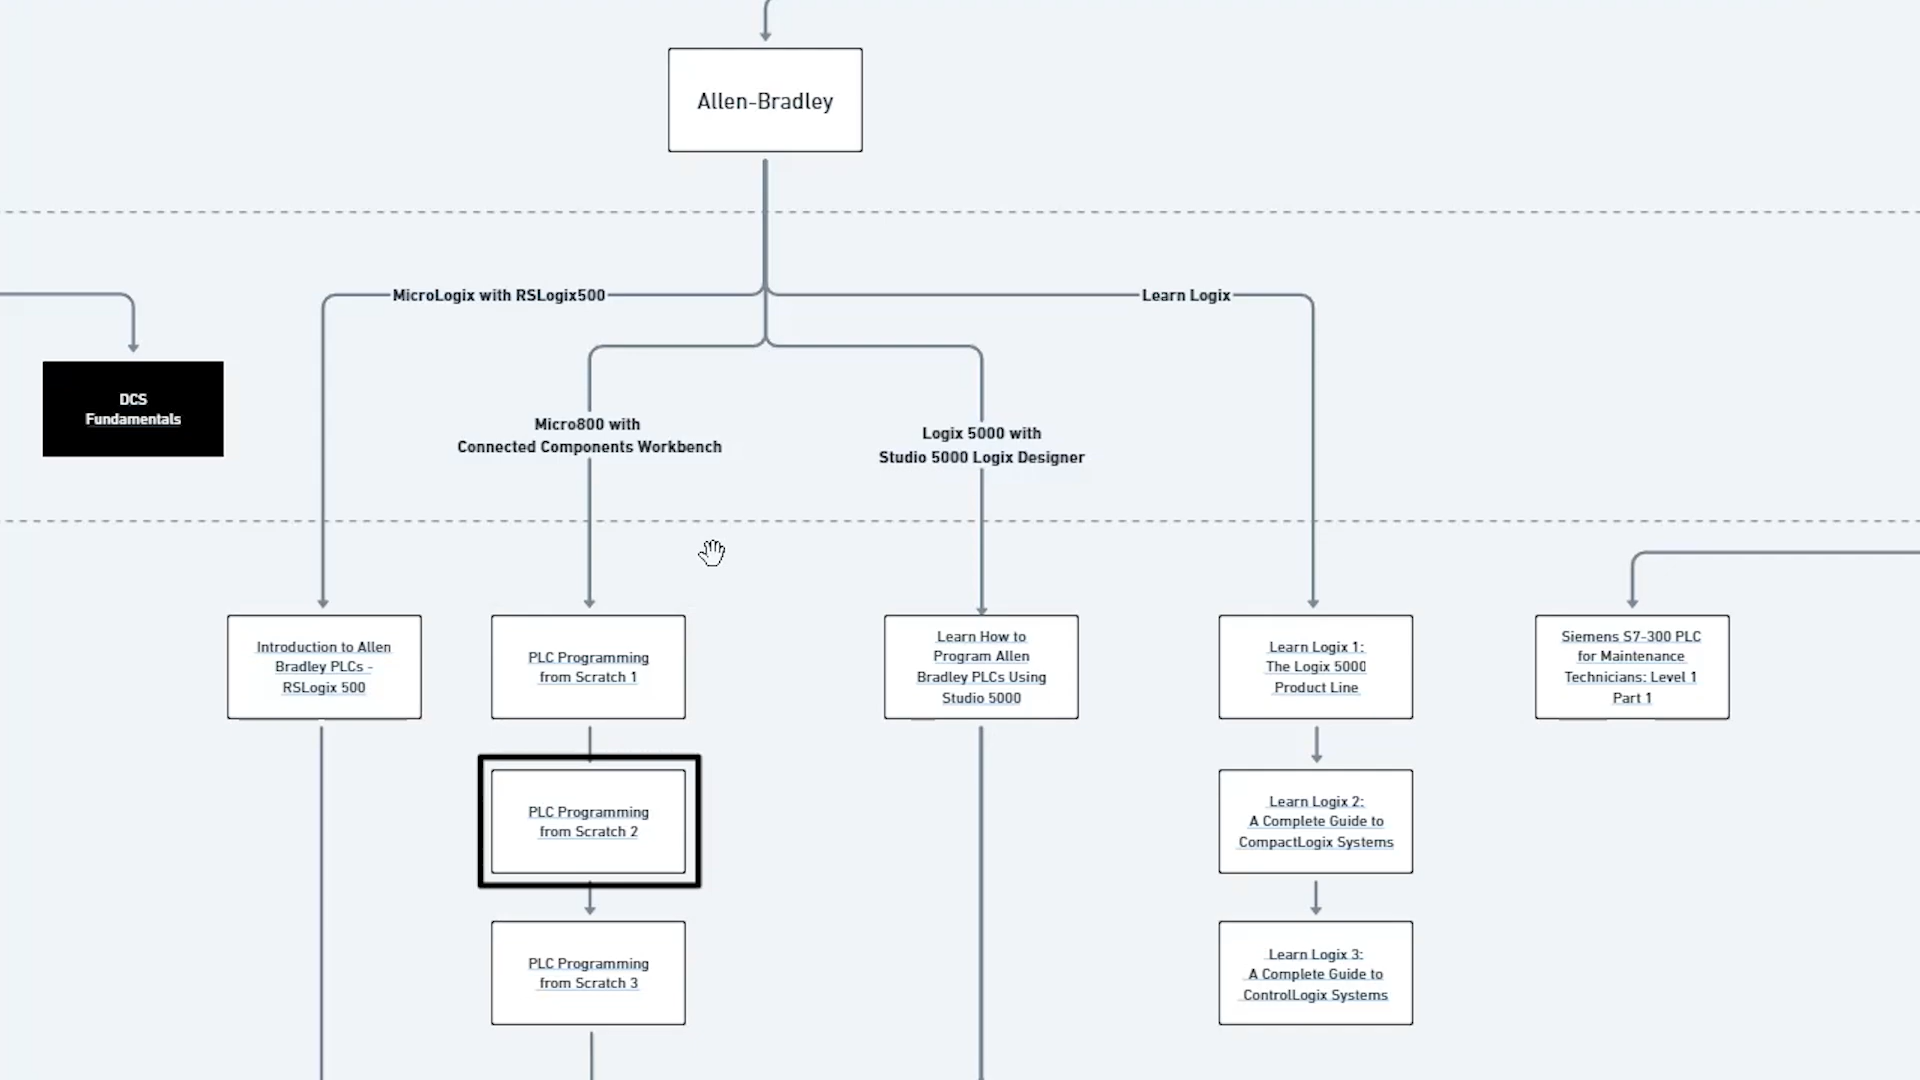 Allen-Bradley
MicroLogix with RSLogix500
Learn Logix
DCS
Fundamentals
Micro800 with
Connected Components Workbench
Logix 5000 with
Studio 5000 Logix Designer
Introduction to Allen
Bradley PLCs -
RSLogix 500
PLC Programming
from Scratch 1
Learn How to
Program Allen
Bradley PLCs Using
Studio 5000
Learn Logix 1:
The Logix 5000
Product Line
Siemens S7-300 PLC
for Maintenance
Technicians: Level 1
Part 1
PLC Programming
from Scratch 2
Learn Logix 2:
A Complete Guide to
CompactLogix Systems
PLC Programming
from Scratch 3
Learn Logix 3:
A Complete Guide to
ControlLogix Systems